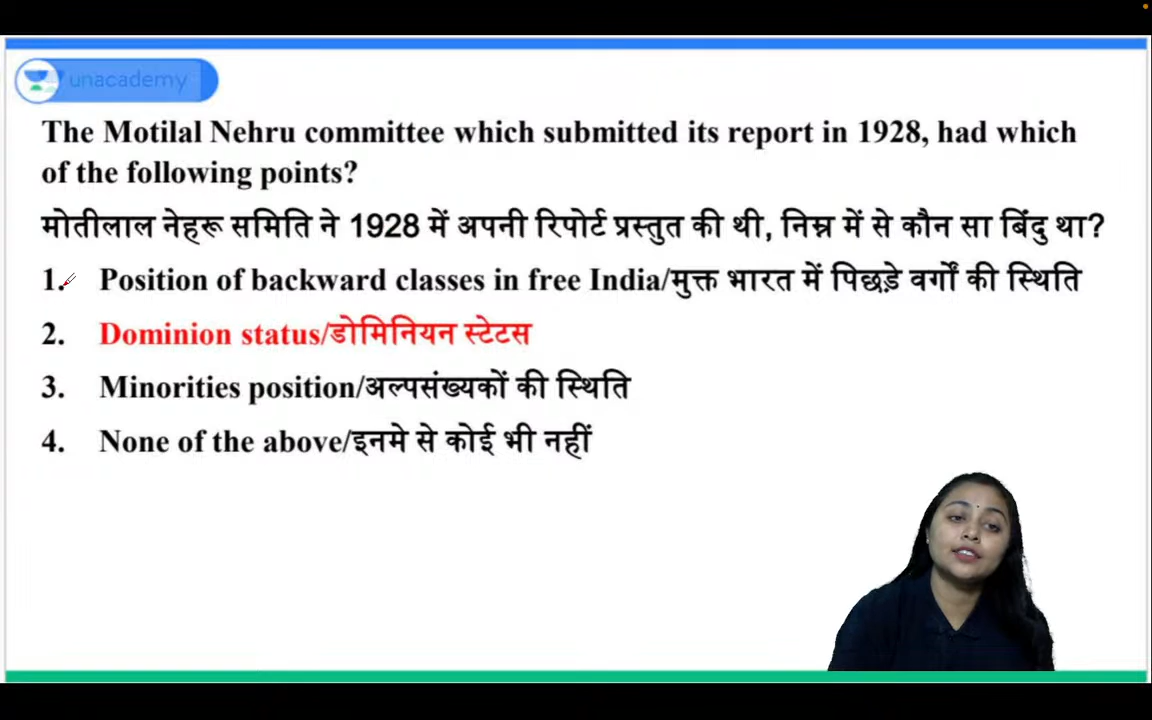 unacademy
The Motilal Nehru committee which submitted its report in 1928, had which
of the following points?
मोतीलाल नेहरू समिति ने 1928 में अपनी रिपोर्ट प्रस्तुत की थी, निम्न में से कौन सा बिंदु था?
1. Position of backward classes in free India/मुक्त भारत में पिछड़े वर्गों की स्थिति
2. Dominion status/डोमिनियन स्टेटस
3. Minorities position/अल्पसंख्यकों की स्थिति
4. None of the above/इनमे से कोई भी नहीं